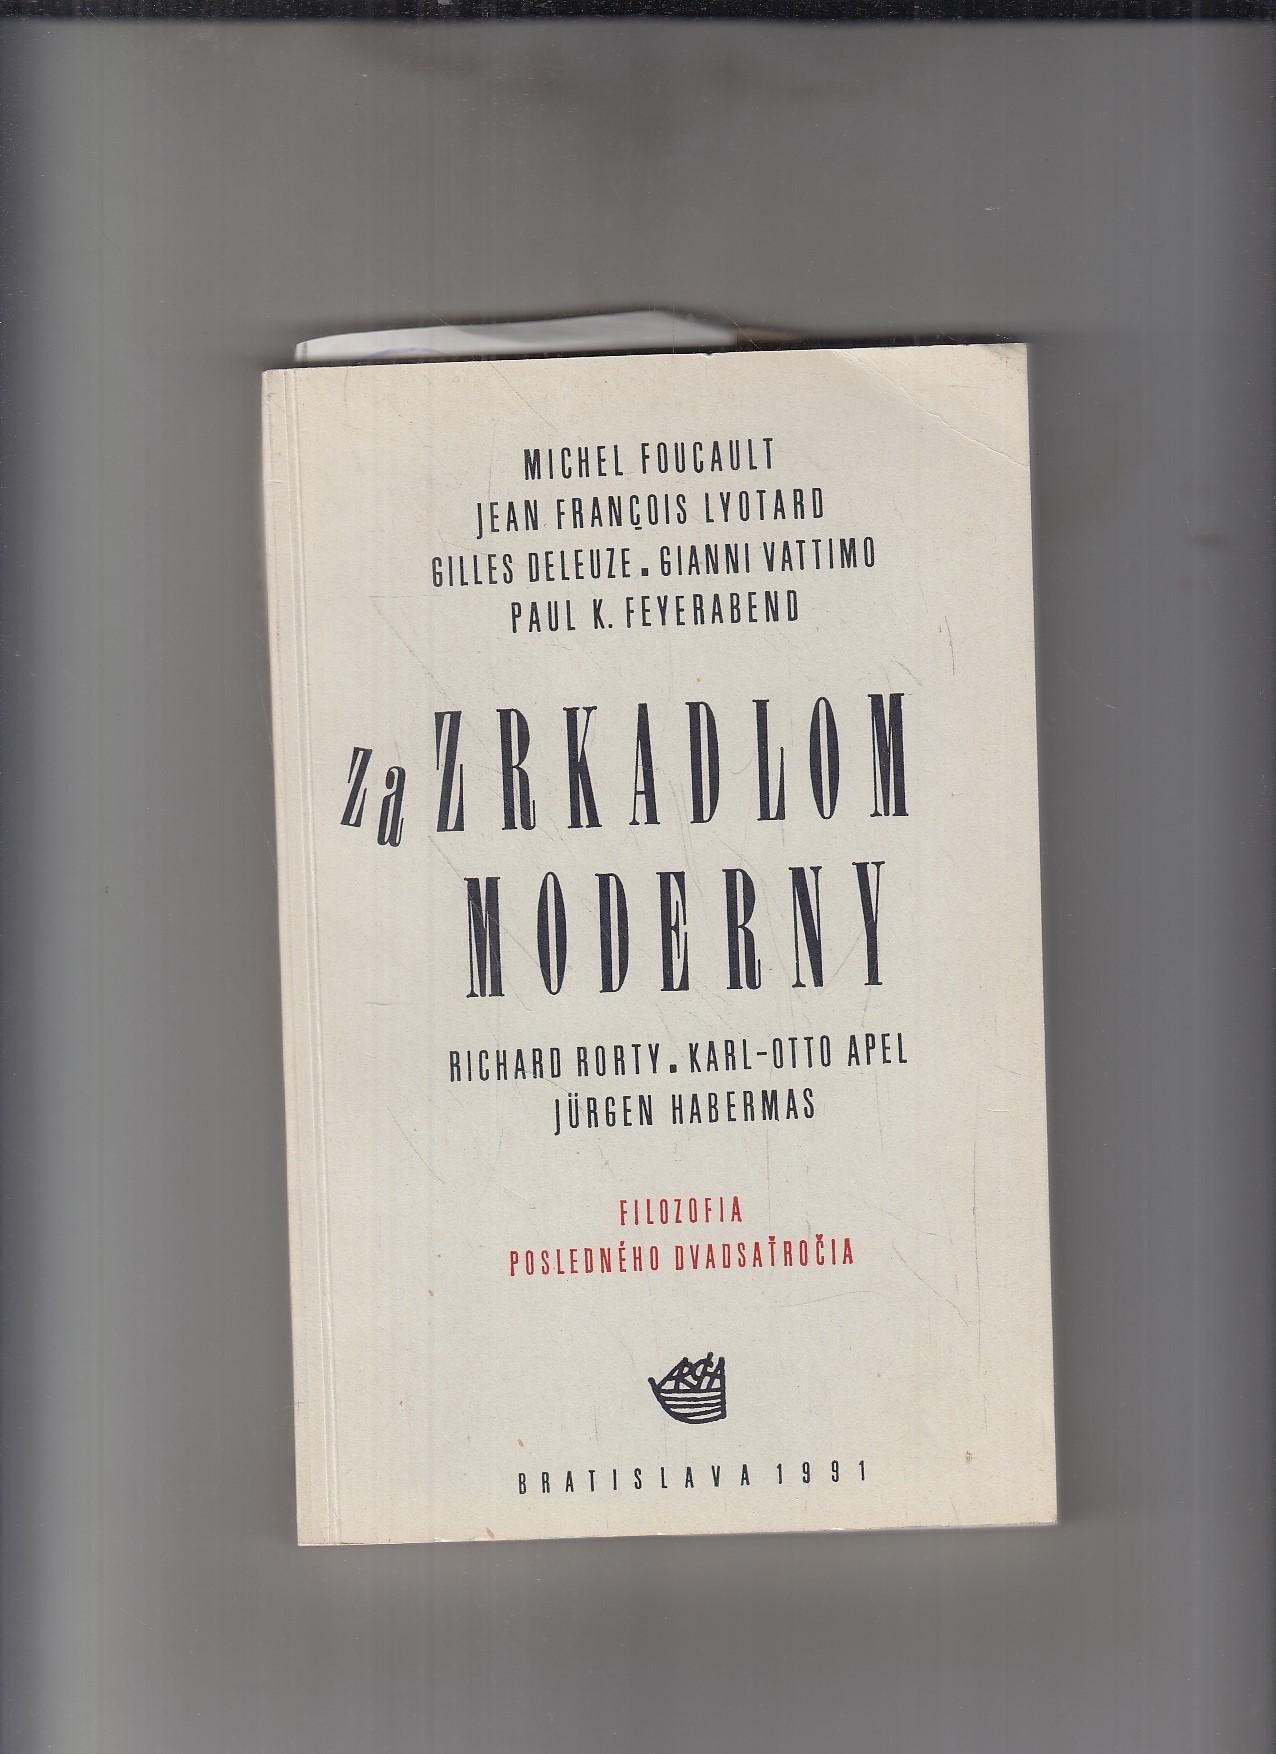 MICHEL FOUCAULT
JEAN FRANÇOIS LYOTARD
GILLES DELEUZE . GIANNI VATTIMO
PAUL K. FEYERABEND
za ZRKADLOM
MODERNY
RICHARD RORTY . KARL-OTTO APEL
JÜRGEN HABERMAS
FILOZOFIA
POSLEDNÉHO DVADSAŤROČIA
ARCHA
BRATISLAVA 1991